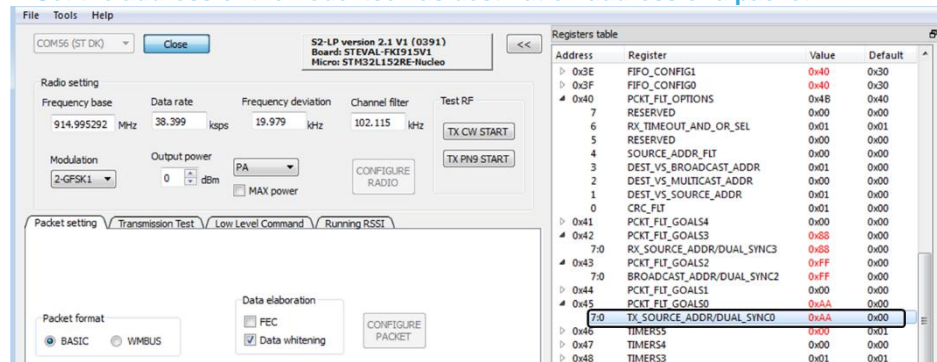 File Tools Help
COM56 (ST DK)
Close
S2-LP version 2.1 V1 (0391)
Board: STEVAL-FKI915V1
Micro: STM32L152RE-Nucleo
<<
Radio setting
Frequency base Data rate Frequency deviation Channel filter Test RF
914.995292 MHz 38.399 ksps 19.979 kHz 102.115 kHz
TX CW START
Modulation Output power
TX PN9 START
2-GFSK1 0 dBm PA
MAX power
CONFIGURE
RADIO
Packet setting Transmission Test Low Level Command Running RSSI
Data elaboration
Packet format
FEC
BASIC WMBUS
Data whitening
CONFIGURE
PACKET
Registers table
Address Register Value Default
0x3E FIFO_CONFIG1 0x40 0x30
0x3F FIFO_CONFIG0 0x40 0x30
0x40 PCKT_FLT_OPTIONS 0x4B 0x40
7 RESERVED 0x00 0x00
6 RX_TIMEOUT_AND_OR_SEL 0x01 0x01
5 RESERVED 0x00 0x00
4 SOURCE_ADDR_FLT 0x00 0x00
3 DEST_VS_BROADCAST_ADDR 0x01 0x00
2 DEST_VS_MULTICAST_ADDR 0x00 0x00
1 DEST_VS_SOURCE_ADDR 0x01 0x00
0 CRC_FLT 0x01 0x00
0x41 PCKT_FLT_GOALS4 0x00 0x00
0x42 PCKT_FLT_GOALS3 0x88 0x00
7:0 RX_SOURCE_ADDR/DUAL_SYNC3 0x88 0x00
0x43 PCKT_FLT_GOALS2 0xFF 0x00
7:0 BROADCAST_ADDR/DUAL_SYNC2 0xFF 0x00
0x44 PCKT_FLT_GOALS1 0x00 0x00
0x45 PCKT_FLT_GOALS0 0xAA 0x00
7:0 TX_SOURCE_ADDR/DUAL_SYNC0 0xAA 0x00
0x46 TIMERS5 0x00 0x01
0x47 TIMERS4 0x00 0x00
0x48 TIMERS3 0x01 0x01